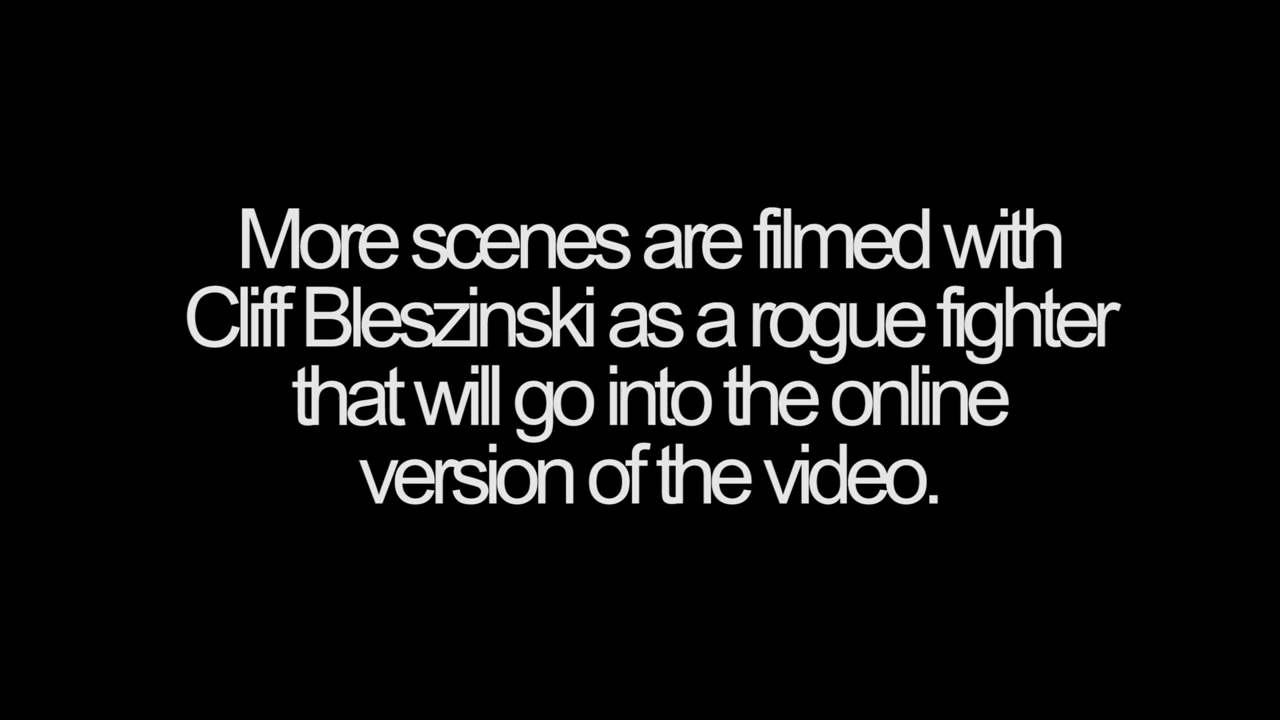 More scenes are filmed with
Cliff Bleszinski as a rogue fighter
that will go into the online
version of the video.